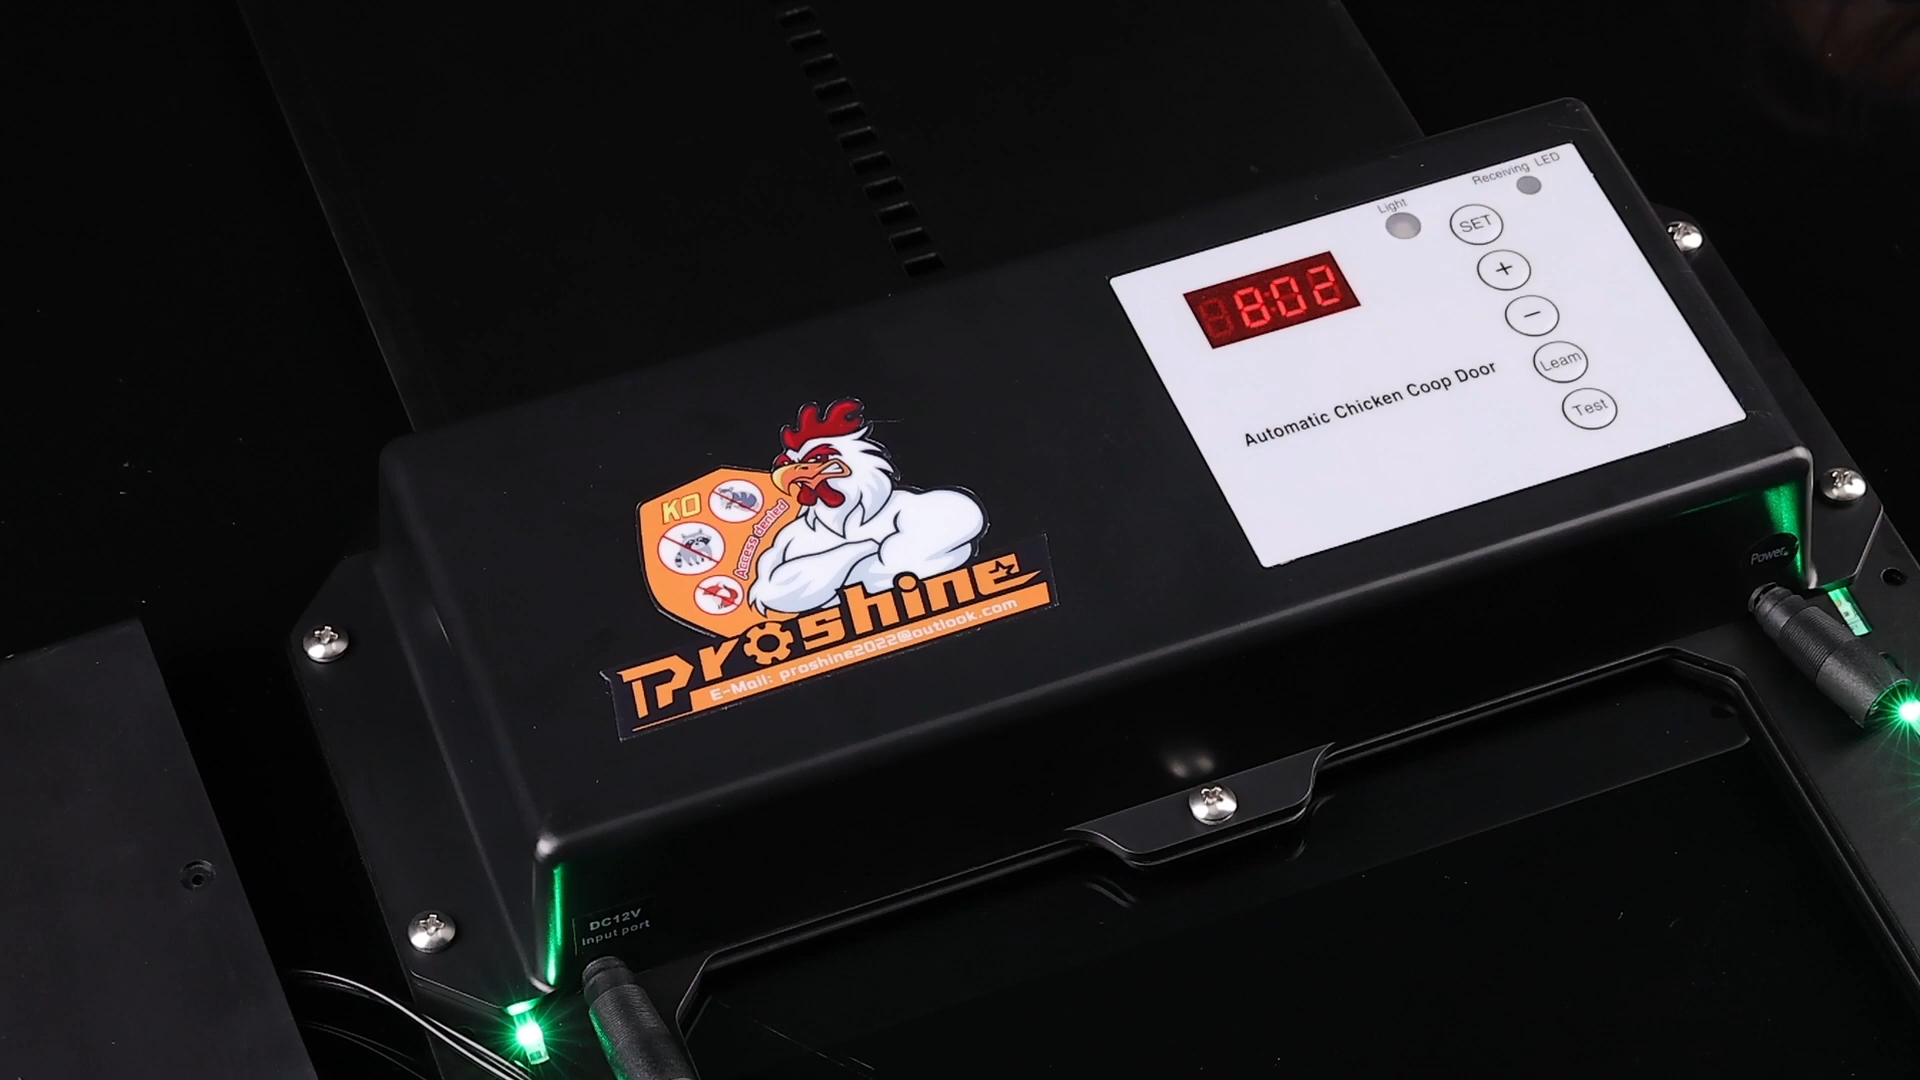 Receiving LED
Light
SET
+
8:02
−
Leam
Automatic Chicken Coop Door
Test
KO
Access denied
Proshine
E-Mail: proshine2022@outlook.com
Power
DC12V
Input port